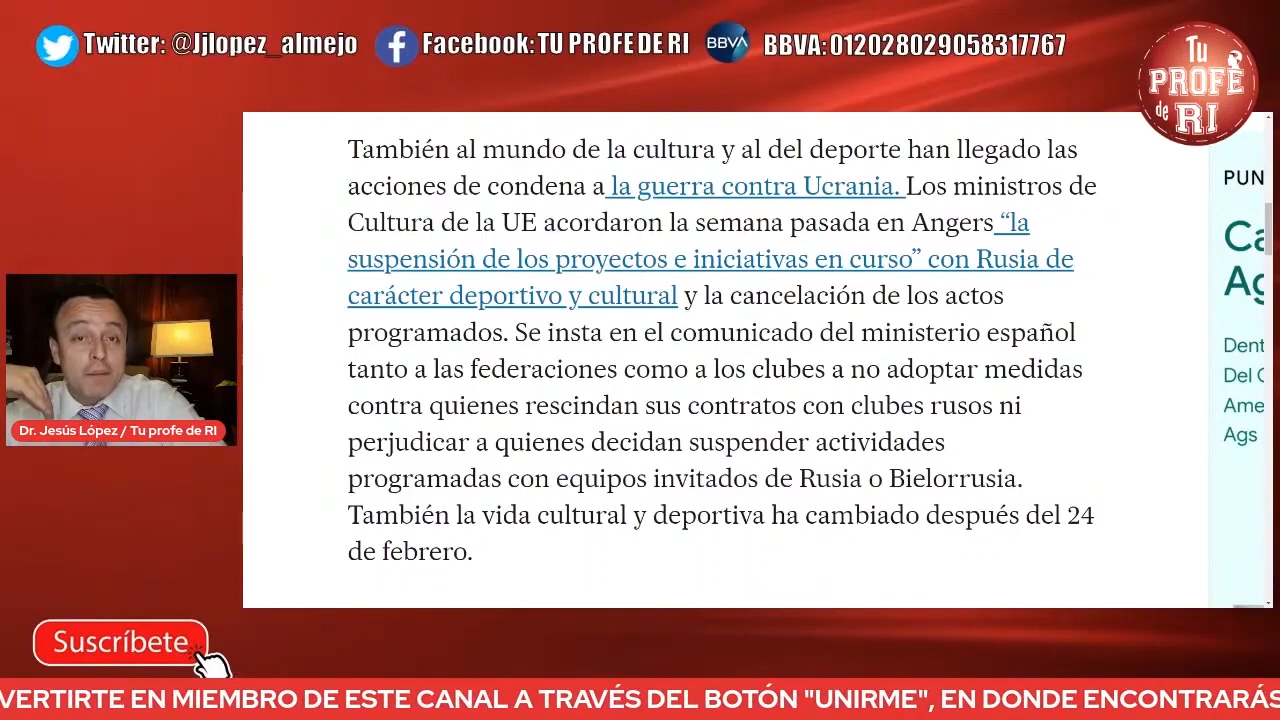 Twitter: @Jjlopez_almejo
Facebook: TU PROFE DE RI
BBVA
BBVA: 012028029058317767
Tu
PROFE
de RI
También al mundo de la cultura y al del deporte han llegado las
acciones de condena a la guerra contra Ucrania. Los ministros de
Cultura de la UE acordaron la semana pasada en Angers “la
suspensión de los proyectos e iniciativas en curso” con Rusia de
carácter deportivo y cultural y la cancelación de los actos
programados. Se insta en el comunicado del ministerio español
tanto a las federaciones como a los clubes a no adoptar medidas
contra quienes rescindan sus contratos con clubes rusos ni
perjudicar a quienes decidan suspender actividades
programadas con equipos invitados de Rusia o Bielorrusia.
También la vida cultural y deportiva ha cambiado después del 24
de febrero.
PUN
Ca
Ag
Dent
Del C
Ame
Ags
Dr. Jesús López / Tu profe de RI
Suscríbete
VERTIRTE EN MIEMBRO DE ESTE CANAL A TRAVÉS DEL BOTÓN "UNIRME", EN DONDE ENCONTRARÁS